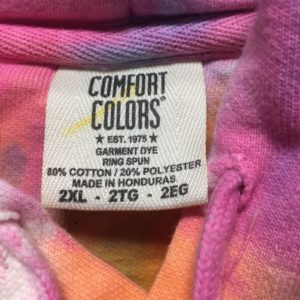 COMFORT
COLORS
★ EST. 1975 ★
GARMENT DYE
RING SPUN
80% COTTON / 20% POLYESTER
MADE IN HONDURAS
2XL - 2TG - 2EG